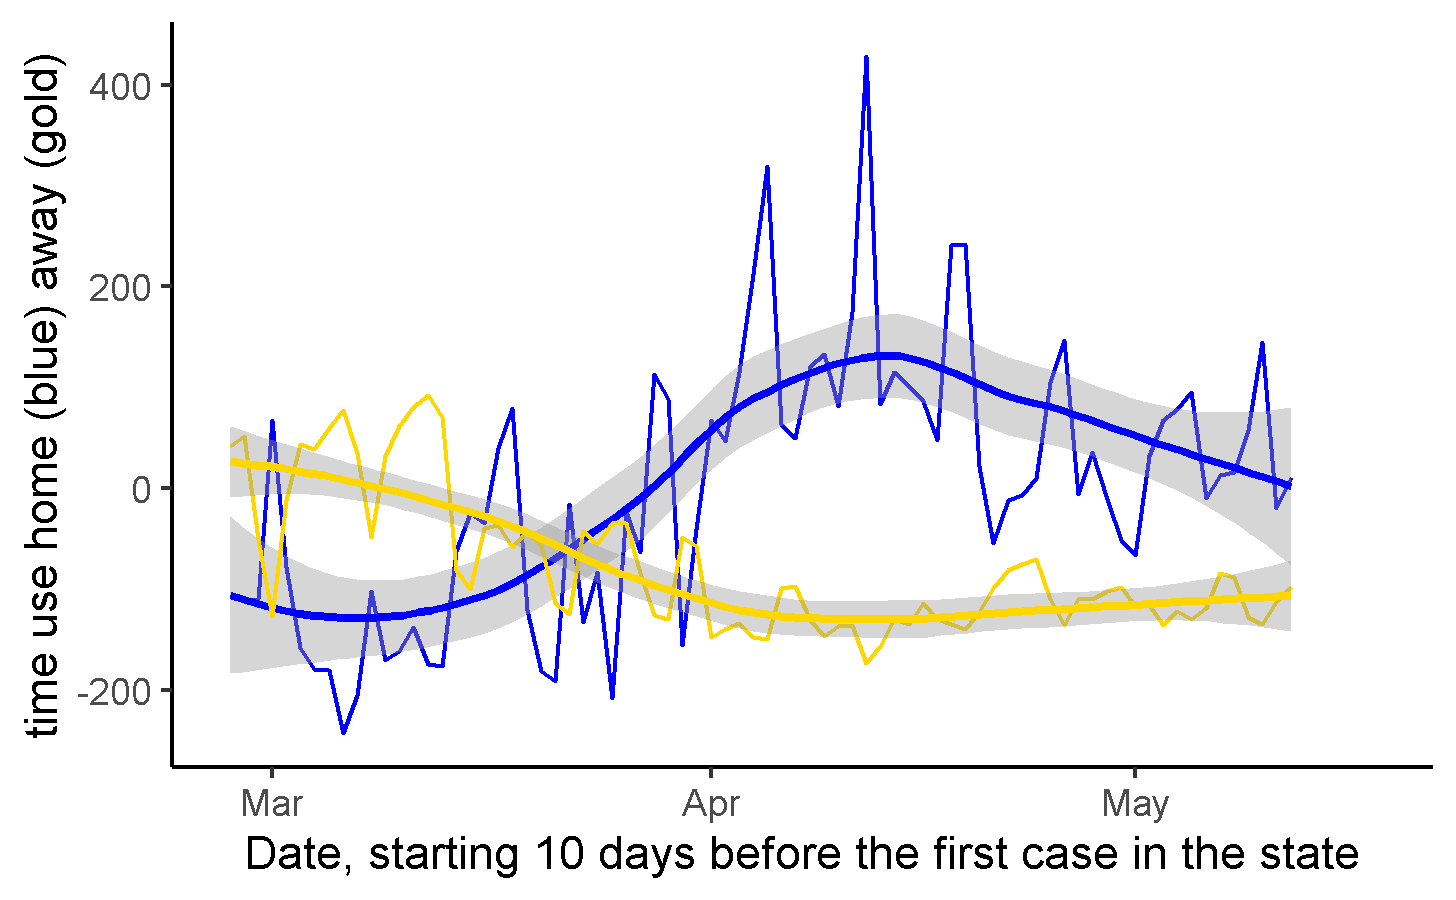 time use home (blue) away (gold)
400
200
0
-200
Mar
Apr
May
Date, starting 10 days before the first case in the state